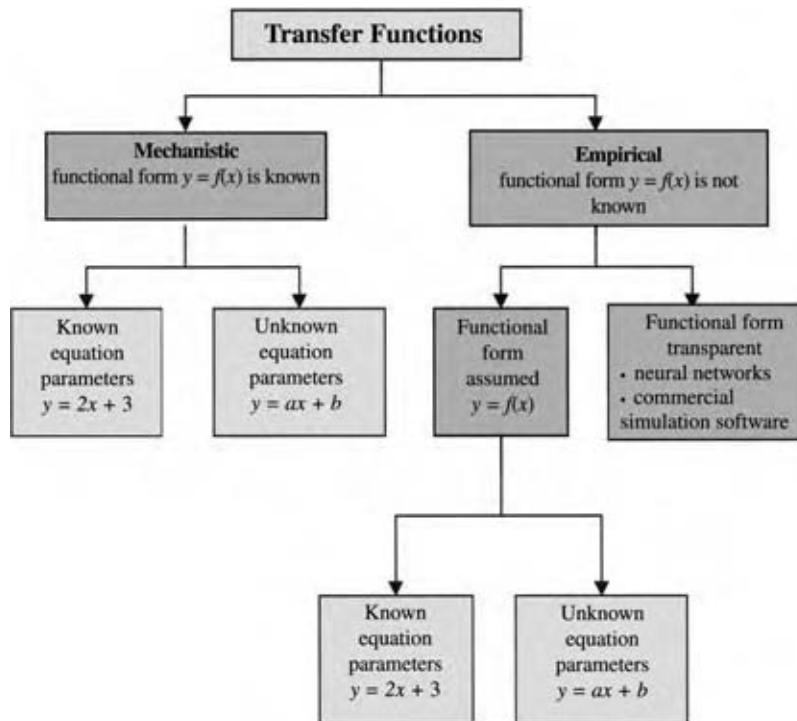 Transfer Functions
Mechanistic
functional form y = f(x) is known
Empirical
functional form y = f(x) is not
known
Known
equation
parameters
y = 2x + 3
Unknown
equation
parameters
y = ax + b
Functional
form
assumed
y = f(x)
Functional form
transparent
• neural networks
• commercial
simulation software
Known
equation
parameters
y = 2x + 3
Unknown
equation
parameters
y = ax + b